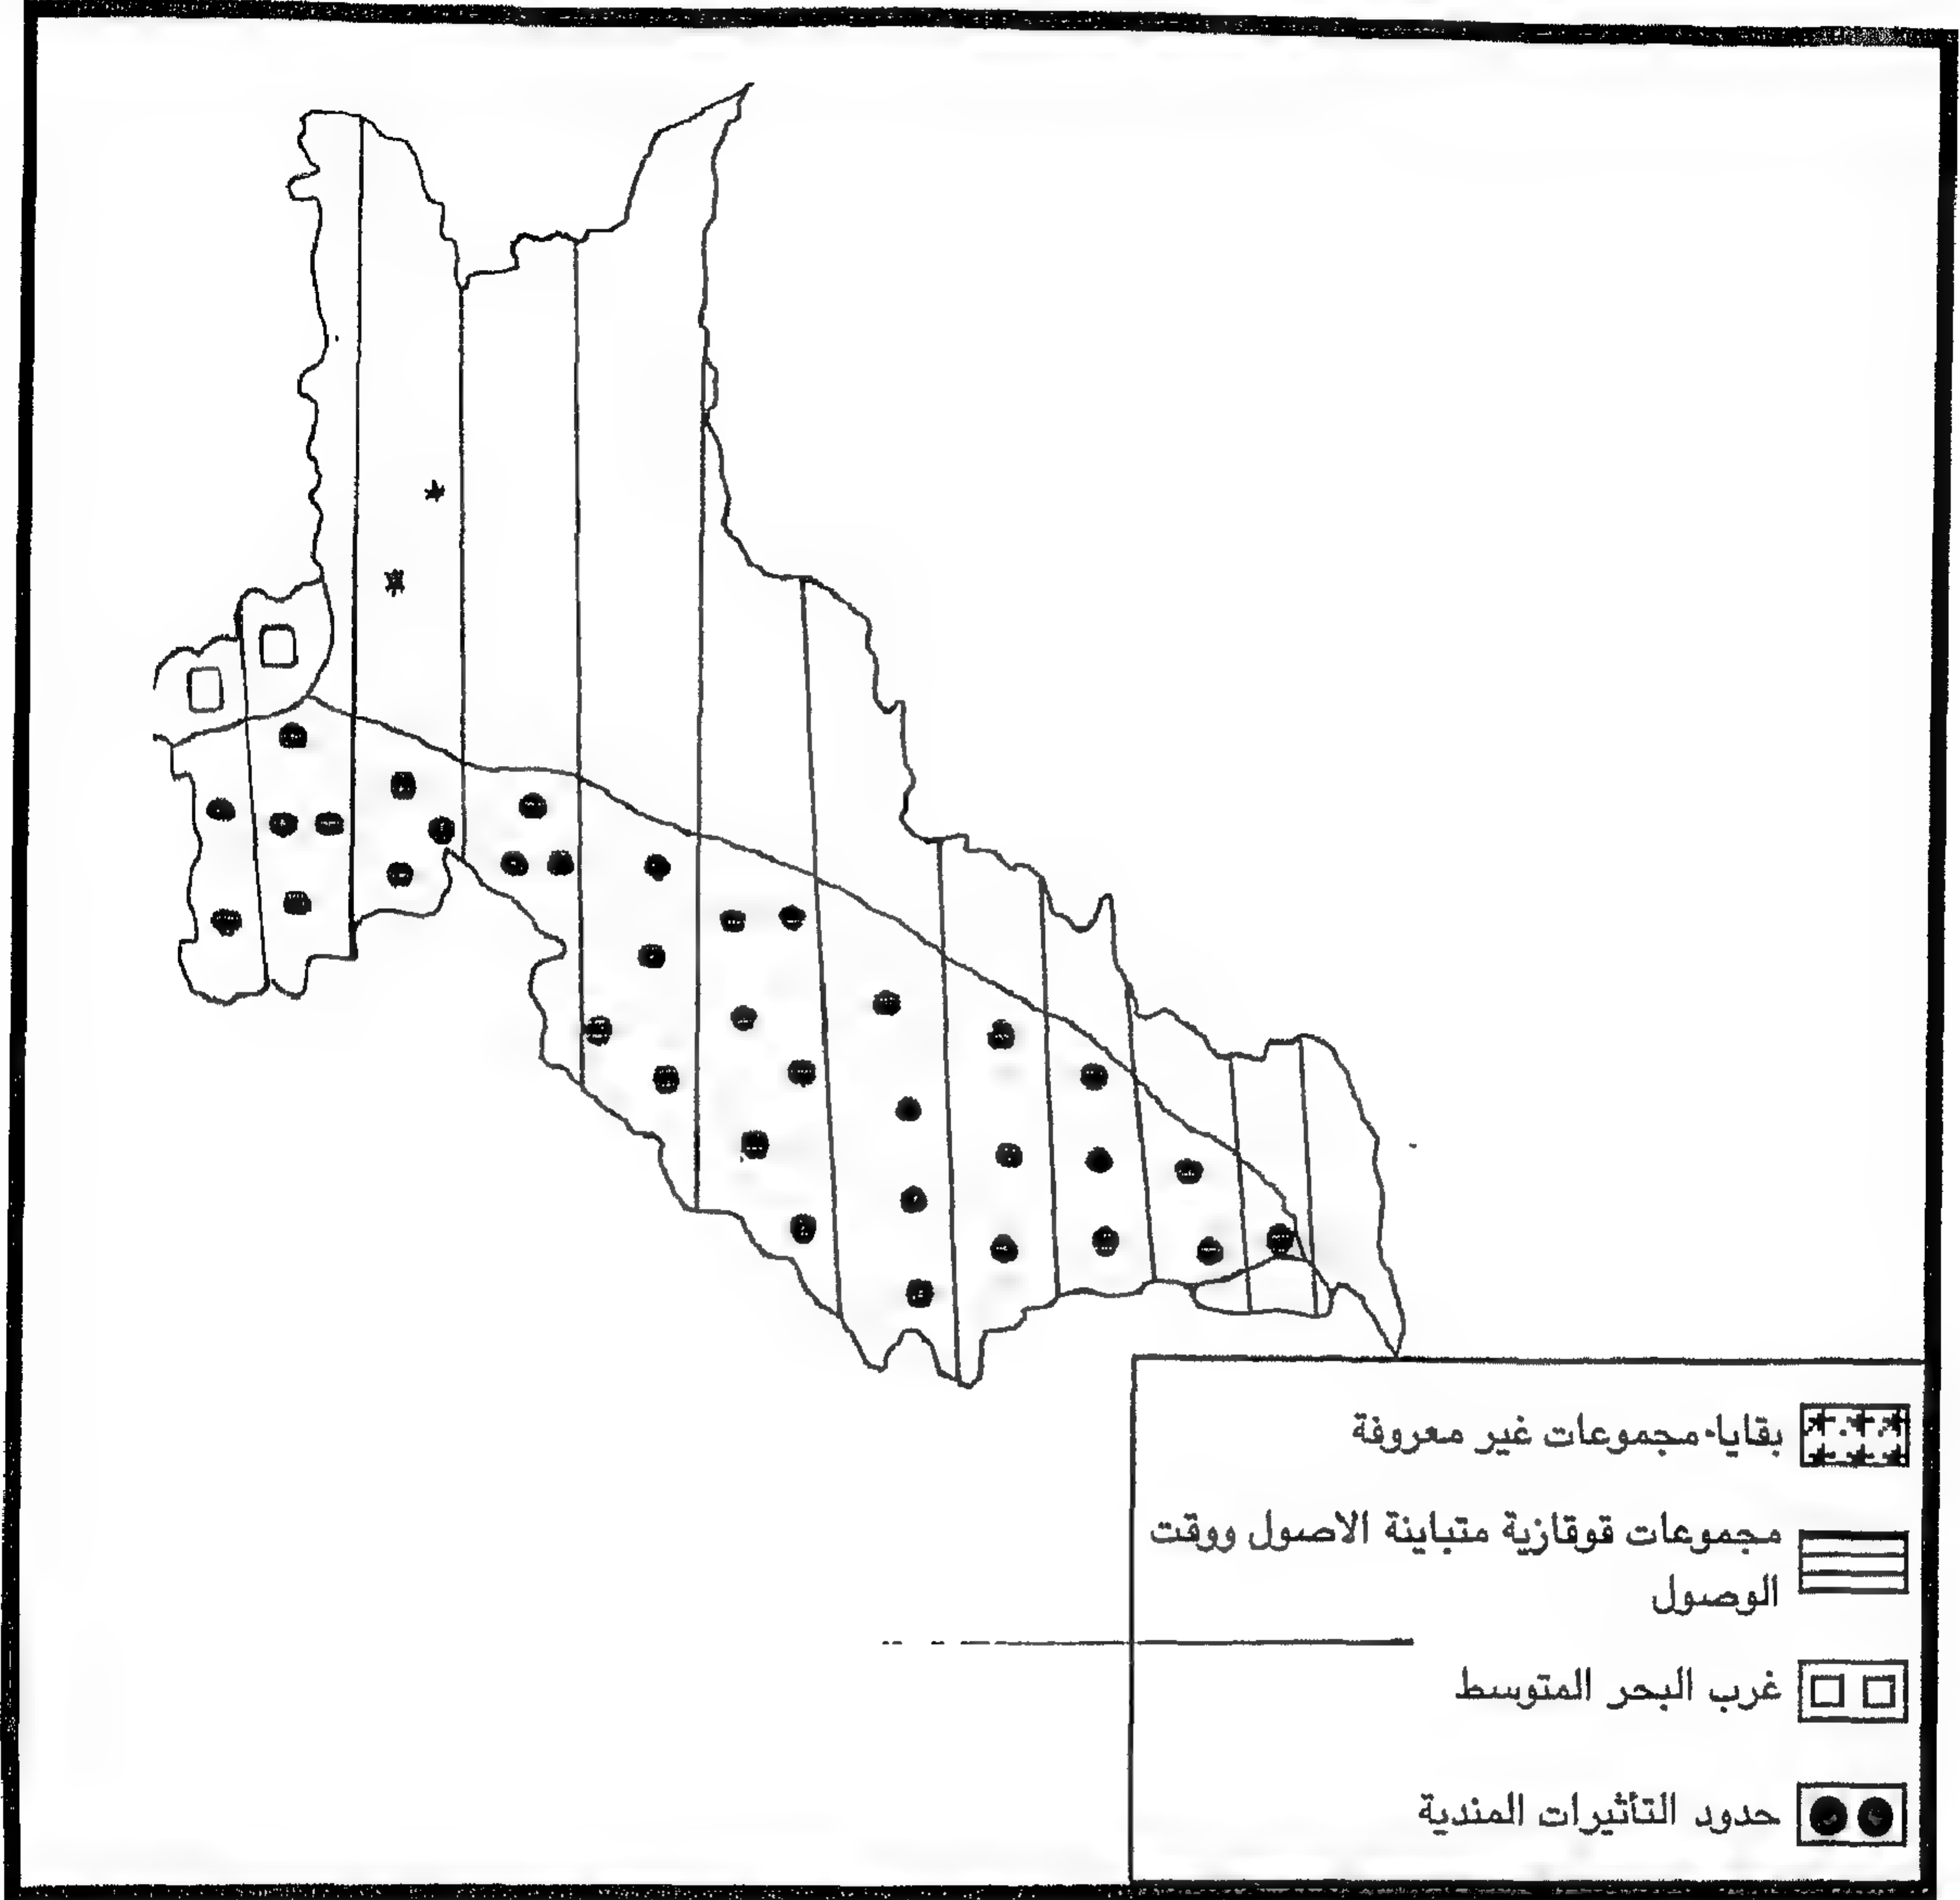 بقايا مجموعات غير معروفة
مجموعات قوقازية متباينة الاصول ووقت
الوصول
غرب البحر المتوسط
حدود التأثيرات المندية